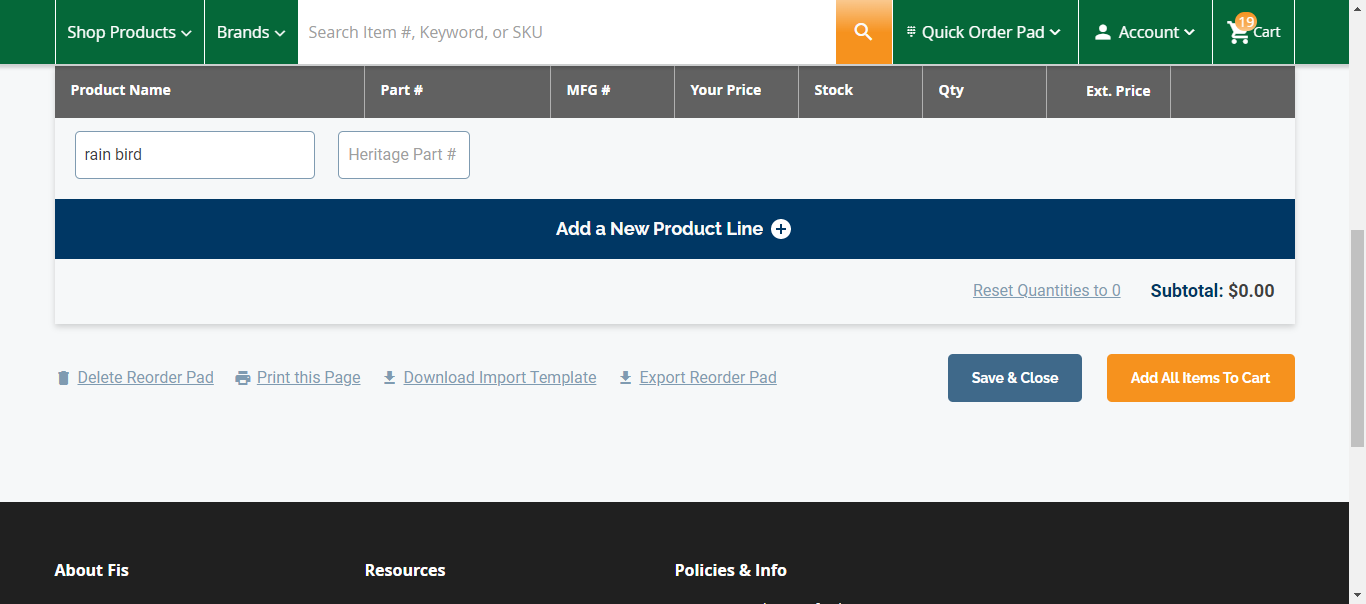 Shop Products
Brands
Search Item #, Keyword, or SKU
Quick Order Pad
Account
19
Cart
Product Name
Part #
MFG #
Your Price
Stock
Qty
Ext. Price
rain bird
Heritage Part #
Add a New Product Line
Reset Quantities to 0
Subtotal: $0.00
Delete Reorder Pad
Print this Page
Download Import Template
Export Reorder Pad
Save & Close
Add All Items To Cart
About Fis
Resources
Policies & Info